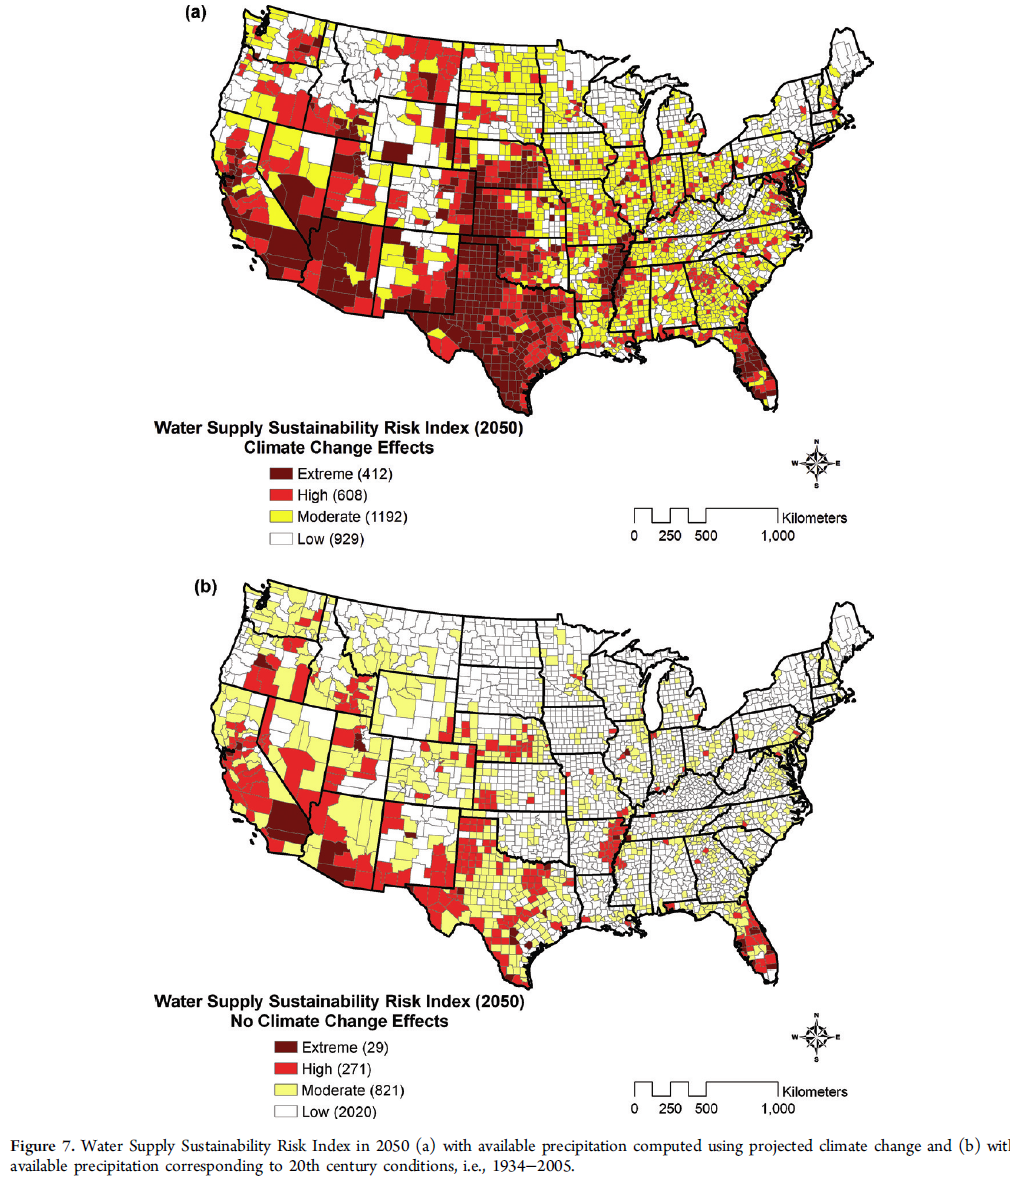 (a)
Water Supply Sustainability Risk Index (2050)
Climate Change Effects
Extreme (412)
High (608)
Moderate (1192)
Low (929)
N
W E
S
Kilometers
0 250 500 1,000
(b)
Water Supply Sustainability Risk Index (2050)
No Climate Change Effects
Extreme (29)
High (271)
Moderate (821)
Low (2020)
N
W E
S
Kilometers
0 250 500 1,000
Figure 7. Water Supply Sustainability Risk Index in 2050 (a) with available precipitation computed using projected climate change and (b) wit
available precipitation corresponding to 20th century conditions, i.e., 1934−2005.